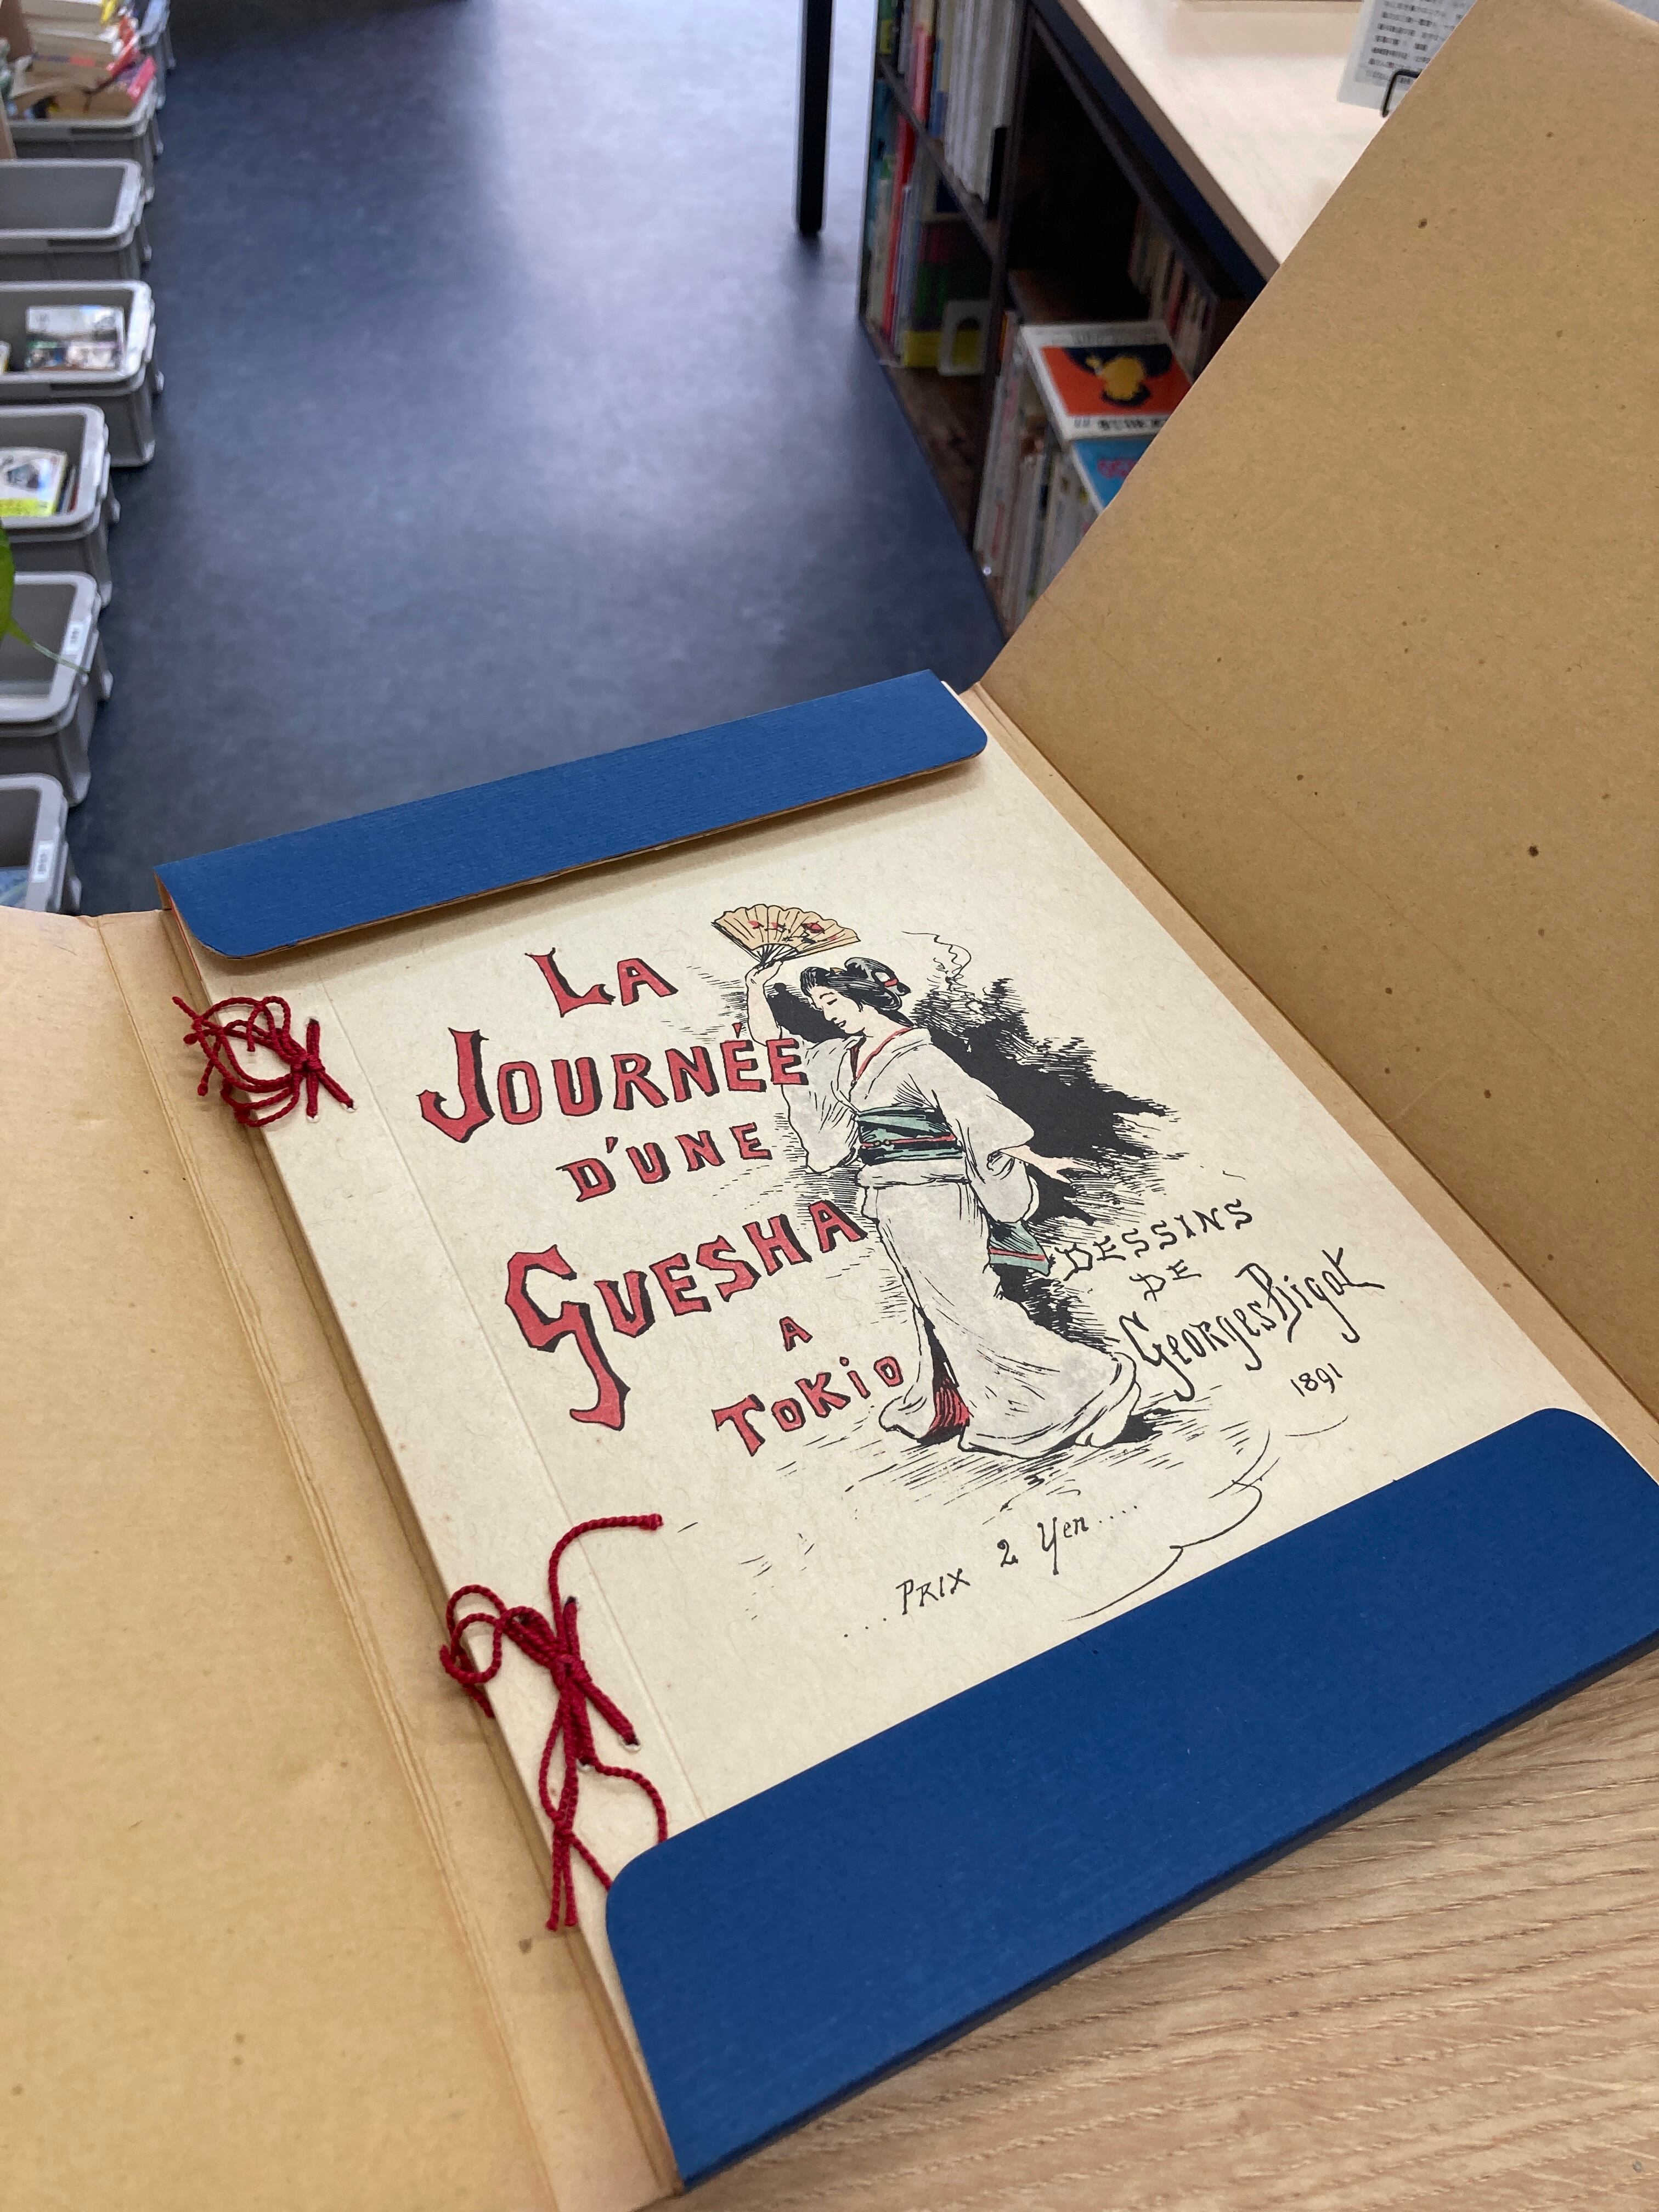 LA
JOURNÉE
D'UNE
GUESHA
A
TOKIO
DESSINS
DE
Georges Bigot
1891
....PRIX 2 Yen.....